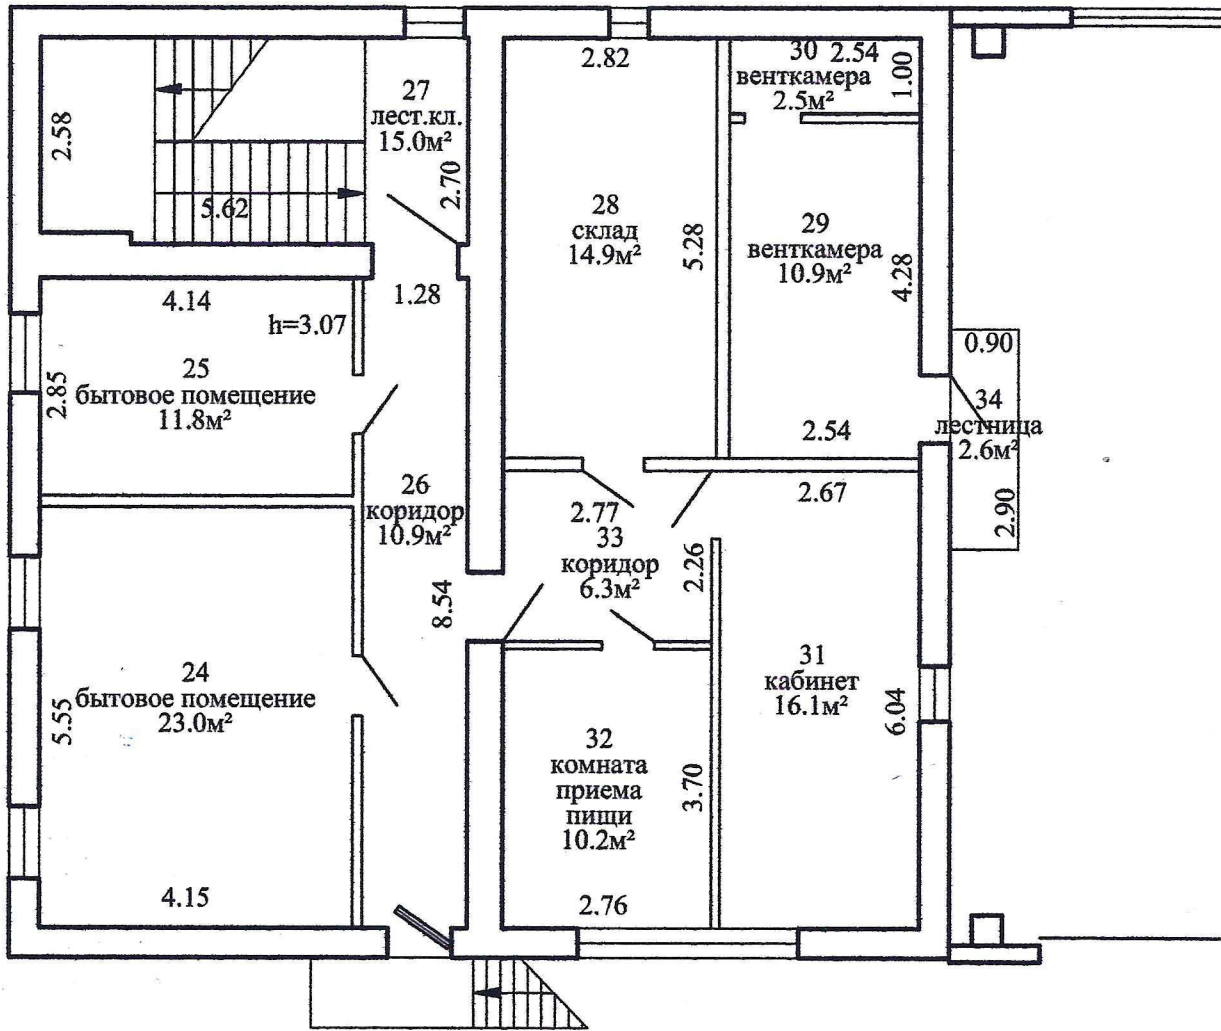 2.58
5.62
27
лест.кл.
15.0м²
2.70
2.82
28
склад
14.9м²
5.28
30
2.54
венткамера
2.5м²
1.00
29
венткамера
10.9м²
4.28
2.54
0.90
34
лестница
2.6м²
2.90
4.14
h=3.07
1.28
25
бытовое помещение
11.8м²
2.85
26
коридор
10.9м²
8.54
2.77
33
коридор
6.3м²
2.26
2.67
24
бытовое помещение
23.0м²
5.55
4.15
31
кабинет
16.1м²
6.04
32
комната
приема
пищи
10.2м²
3.70
2.76